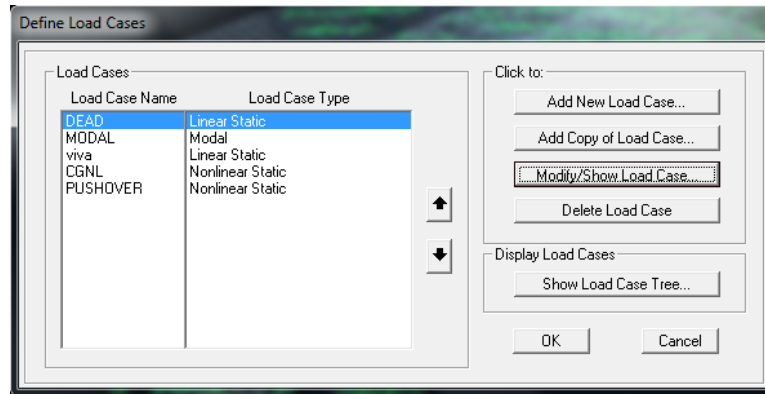 Define Load Cases
Load Cases
Load Case Name Load Case Type
DEAD Linear Static
MODAL Modal
viva Linear Static
CGNL Nonlinear Static
PUSHOVER Nonlinear Static
Click to:
Add New Load Case...
Add Copy of Load Case...
Modify/Show Load Case...
Delete Load Case
Display Load Cases
Show Load Case Tree...
OK Cancel